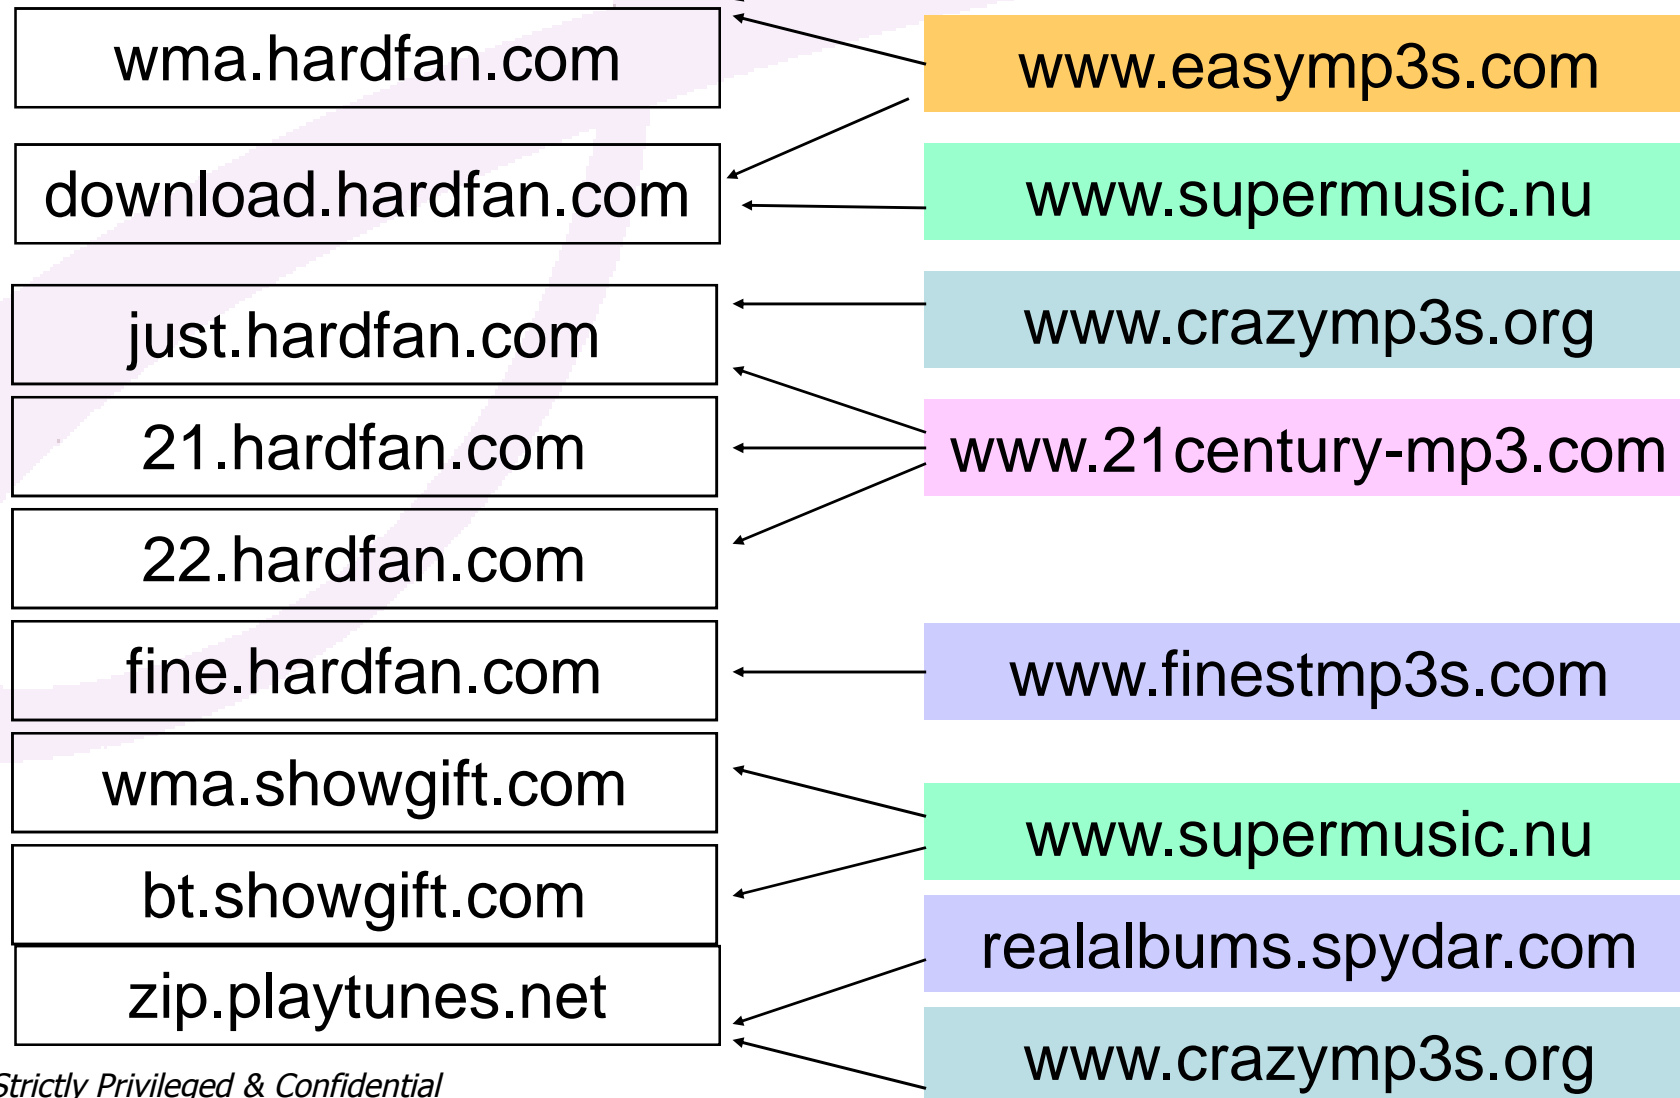 wma.hardfan.com
www.easymp3s.com
download.hardfan.com
www.supermusic.nu
just.hardfan.com
www.crazymp3s.org
21.hardfan.com
www.21century-mp3.com
22.hardfan.com
fine.hardfan.com
www.finestmp3s.com
wma.showgift.com
www.supermusic.nu
bt.showgift.com
realalbums.spydar.com
zip.playtunes.net
www.crazymp3s.org
Strictly Privileged & Confidential